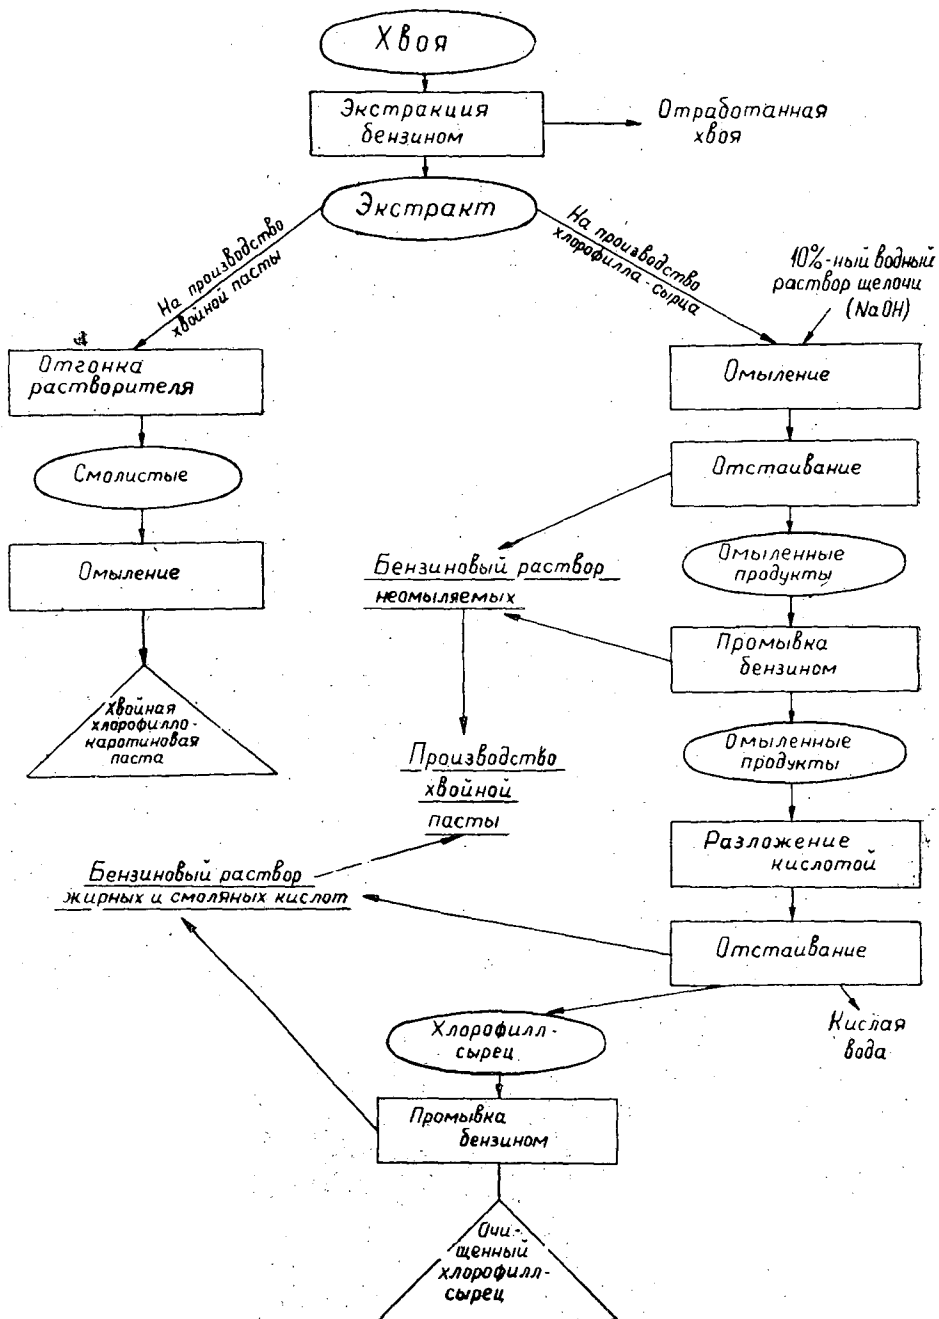 Хвоя
Экстракция
бензином
Отработанная
хвоя
Экстракт
На производство
хвойной пасты
На производство
хлорофилла-сырца
10%-ный водный
раствор щелочи
(NaOH)
Отгонка
растворителя
Смолистые
Омыление
Хвойная
хлорофилло-
каротиновая
паста
Омыление
Отстаивание
Омыленные
продукты
Промывка
бензином
Омыленные
продукты
Разложение
кислотой
Отстаивание
Кислая
вода
Бензиновый раствор
неомыляемых
Производство
хвойной
пасты
Бензиновый раствор
жирных и смоляных кислот
Хлорофилл-
сырец
Промывка
бензином
Очи-
щенный
хлорофилл-
сырец